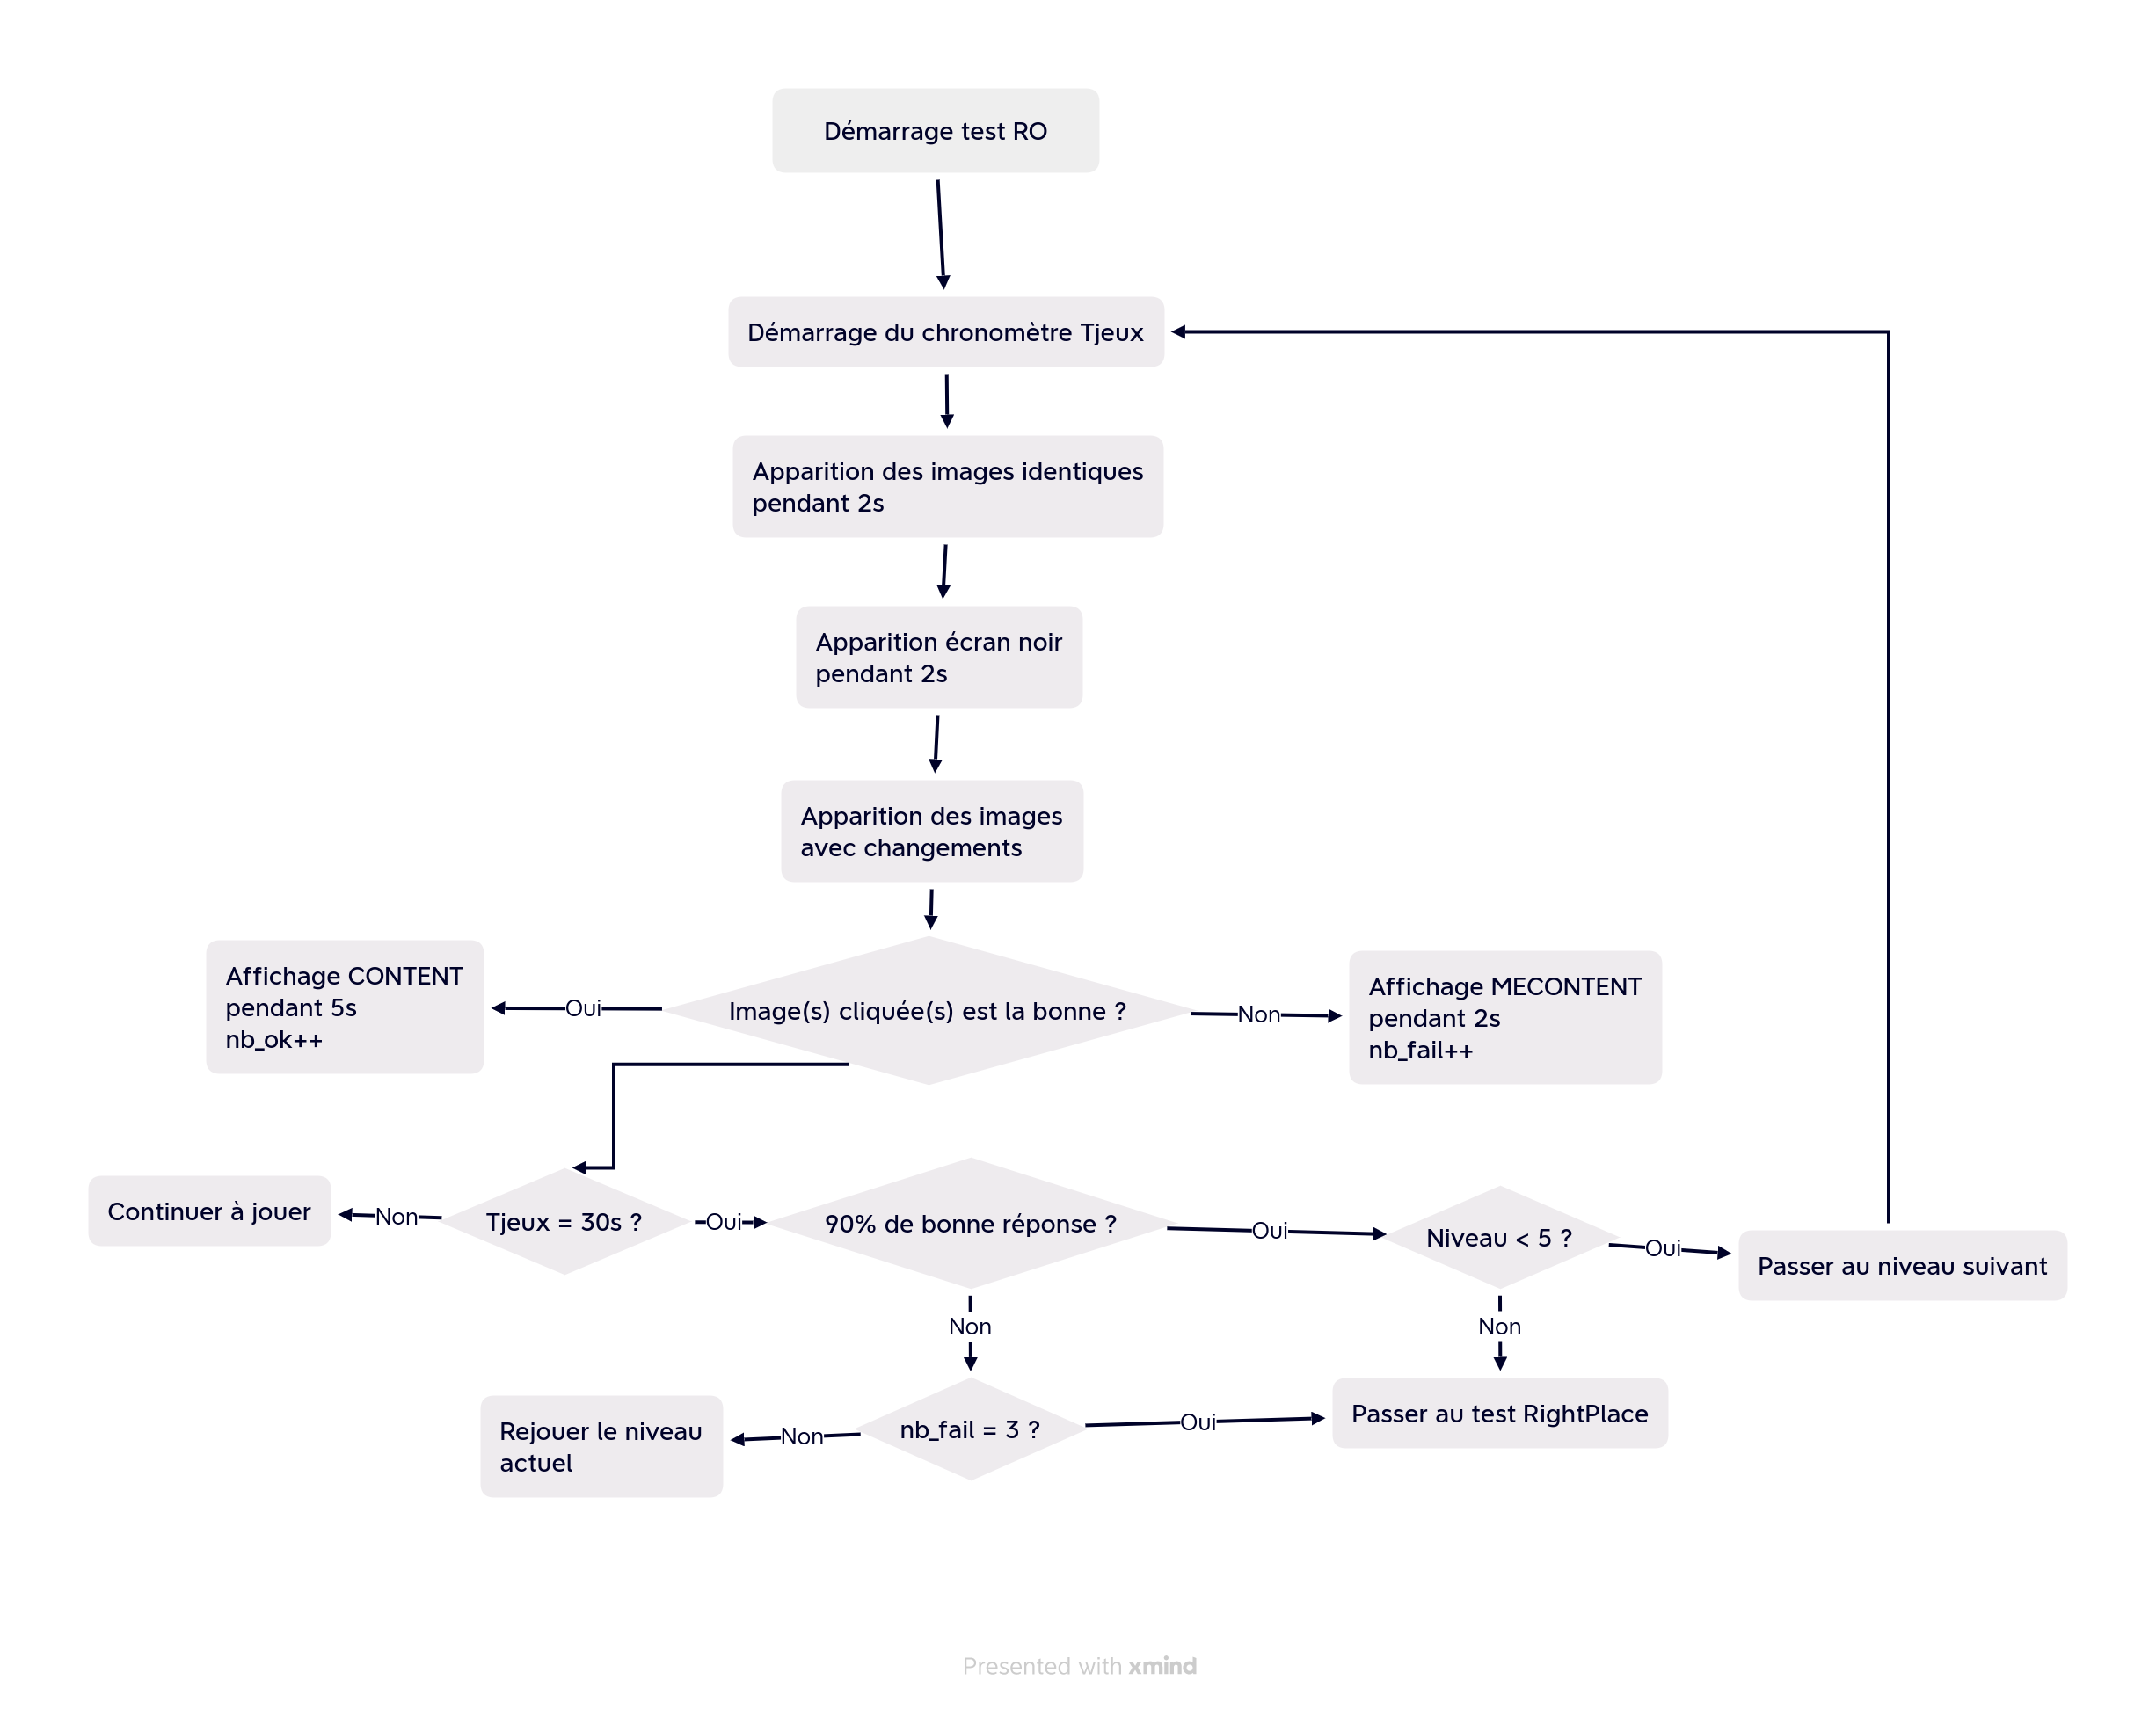 Démarrage test RO
Démarrage du chronomètre Tjeux
Apparition des images identiques
pendant 2s
Apparition écran noir
pendant 2s
Apparition des images
avec changements
Affichage CONTENT
pendant 5s
nb_ok++
Oui
Image(s) cliquée(s) est la bonne ?
Non
Affichage MECONTENT
pendant 2s
nb_fail++
Continuer à jouer
Non
Tjeux = 30s ?
Oui
90% de bonne réponse ?
Oui
Niveau < 5 ?
Oui
Passer au niveau suivant
Non
Non
Rejouer le niveau
actuel
Non
nb_fail = 3 ?
Oui
Passer au test RightPlace
Presented with xmind